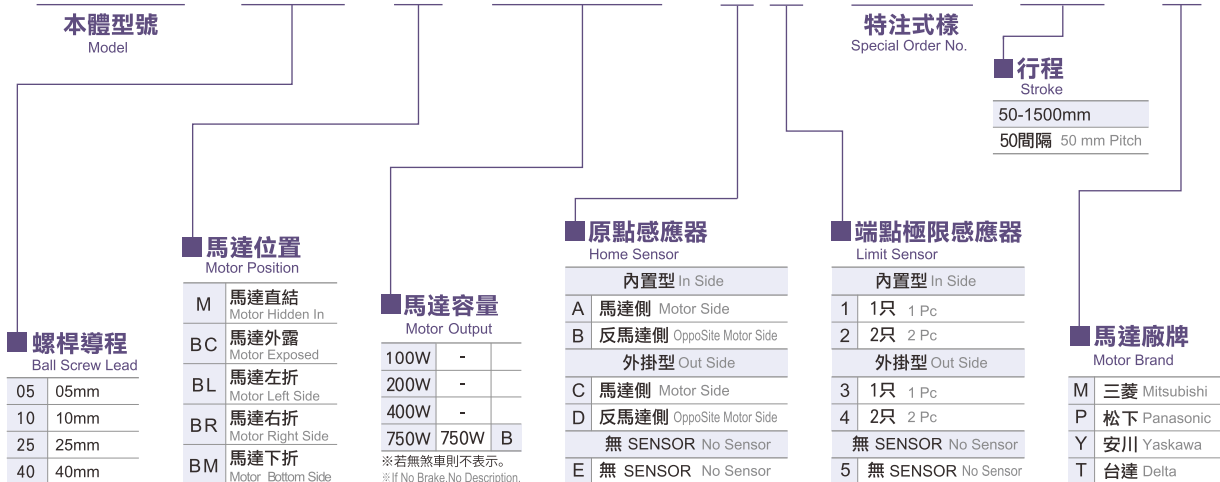 本體型號
Model
特注式樣
Special Order No.
行程
Stroke
50-1500mm
50間隔 50 mm Pitch
螺桿導程
Ball Screw Lead
05 05mm
10 10mm
25 25mm
40 40mm
馬達位置
Motor Position
M 馬達直結
Motor Hidden In
BC 馬達外露
Motor Exposed
BL 馬達左折
Motor Left Side
BR 馬達右折
Motor Right Side
BM 馬達下折
Motor Bottom Side
馬達容量
Motor Output
100W -
200W -
400W -
750W 750W B
※若無煞車則不表示。
※If No Brake,No Description.
原點感應器
Home Sensor
內置型 In Side
A 馬達側 Motor Side
B 反馬達側 OppoSite Motor Side
外掛型 Out Side
C 馬達側 Motor Side
D 反馬達側 OppoSite Motor Side
無 SENSOR No Sensor
E 無 SENSOR No Sensor
端點極限感應器
Limit Sensor
內置型 In Side
1 1只 1 Pc
2 2只 2 Pc
外掛型 Out Side
3 1只 1 Pc
4 2只 2 Pc
無 SENSOR No Sensor
5 無 SENSOR No Sensor
馬達廠牌
Motor Brand
M 三菱 Mitsubishi
P 松下 Panasonic
Y 安川 Yaskawa
T 台達 Delta